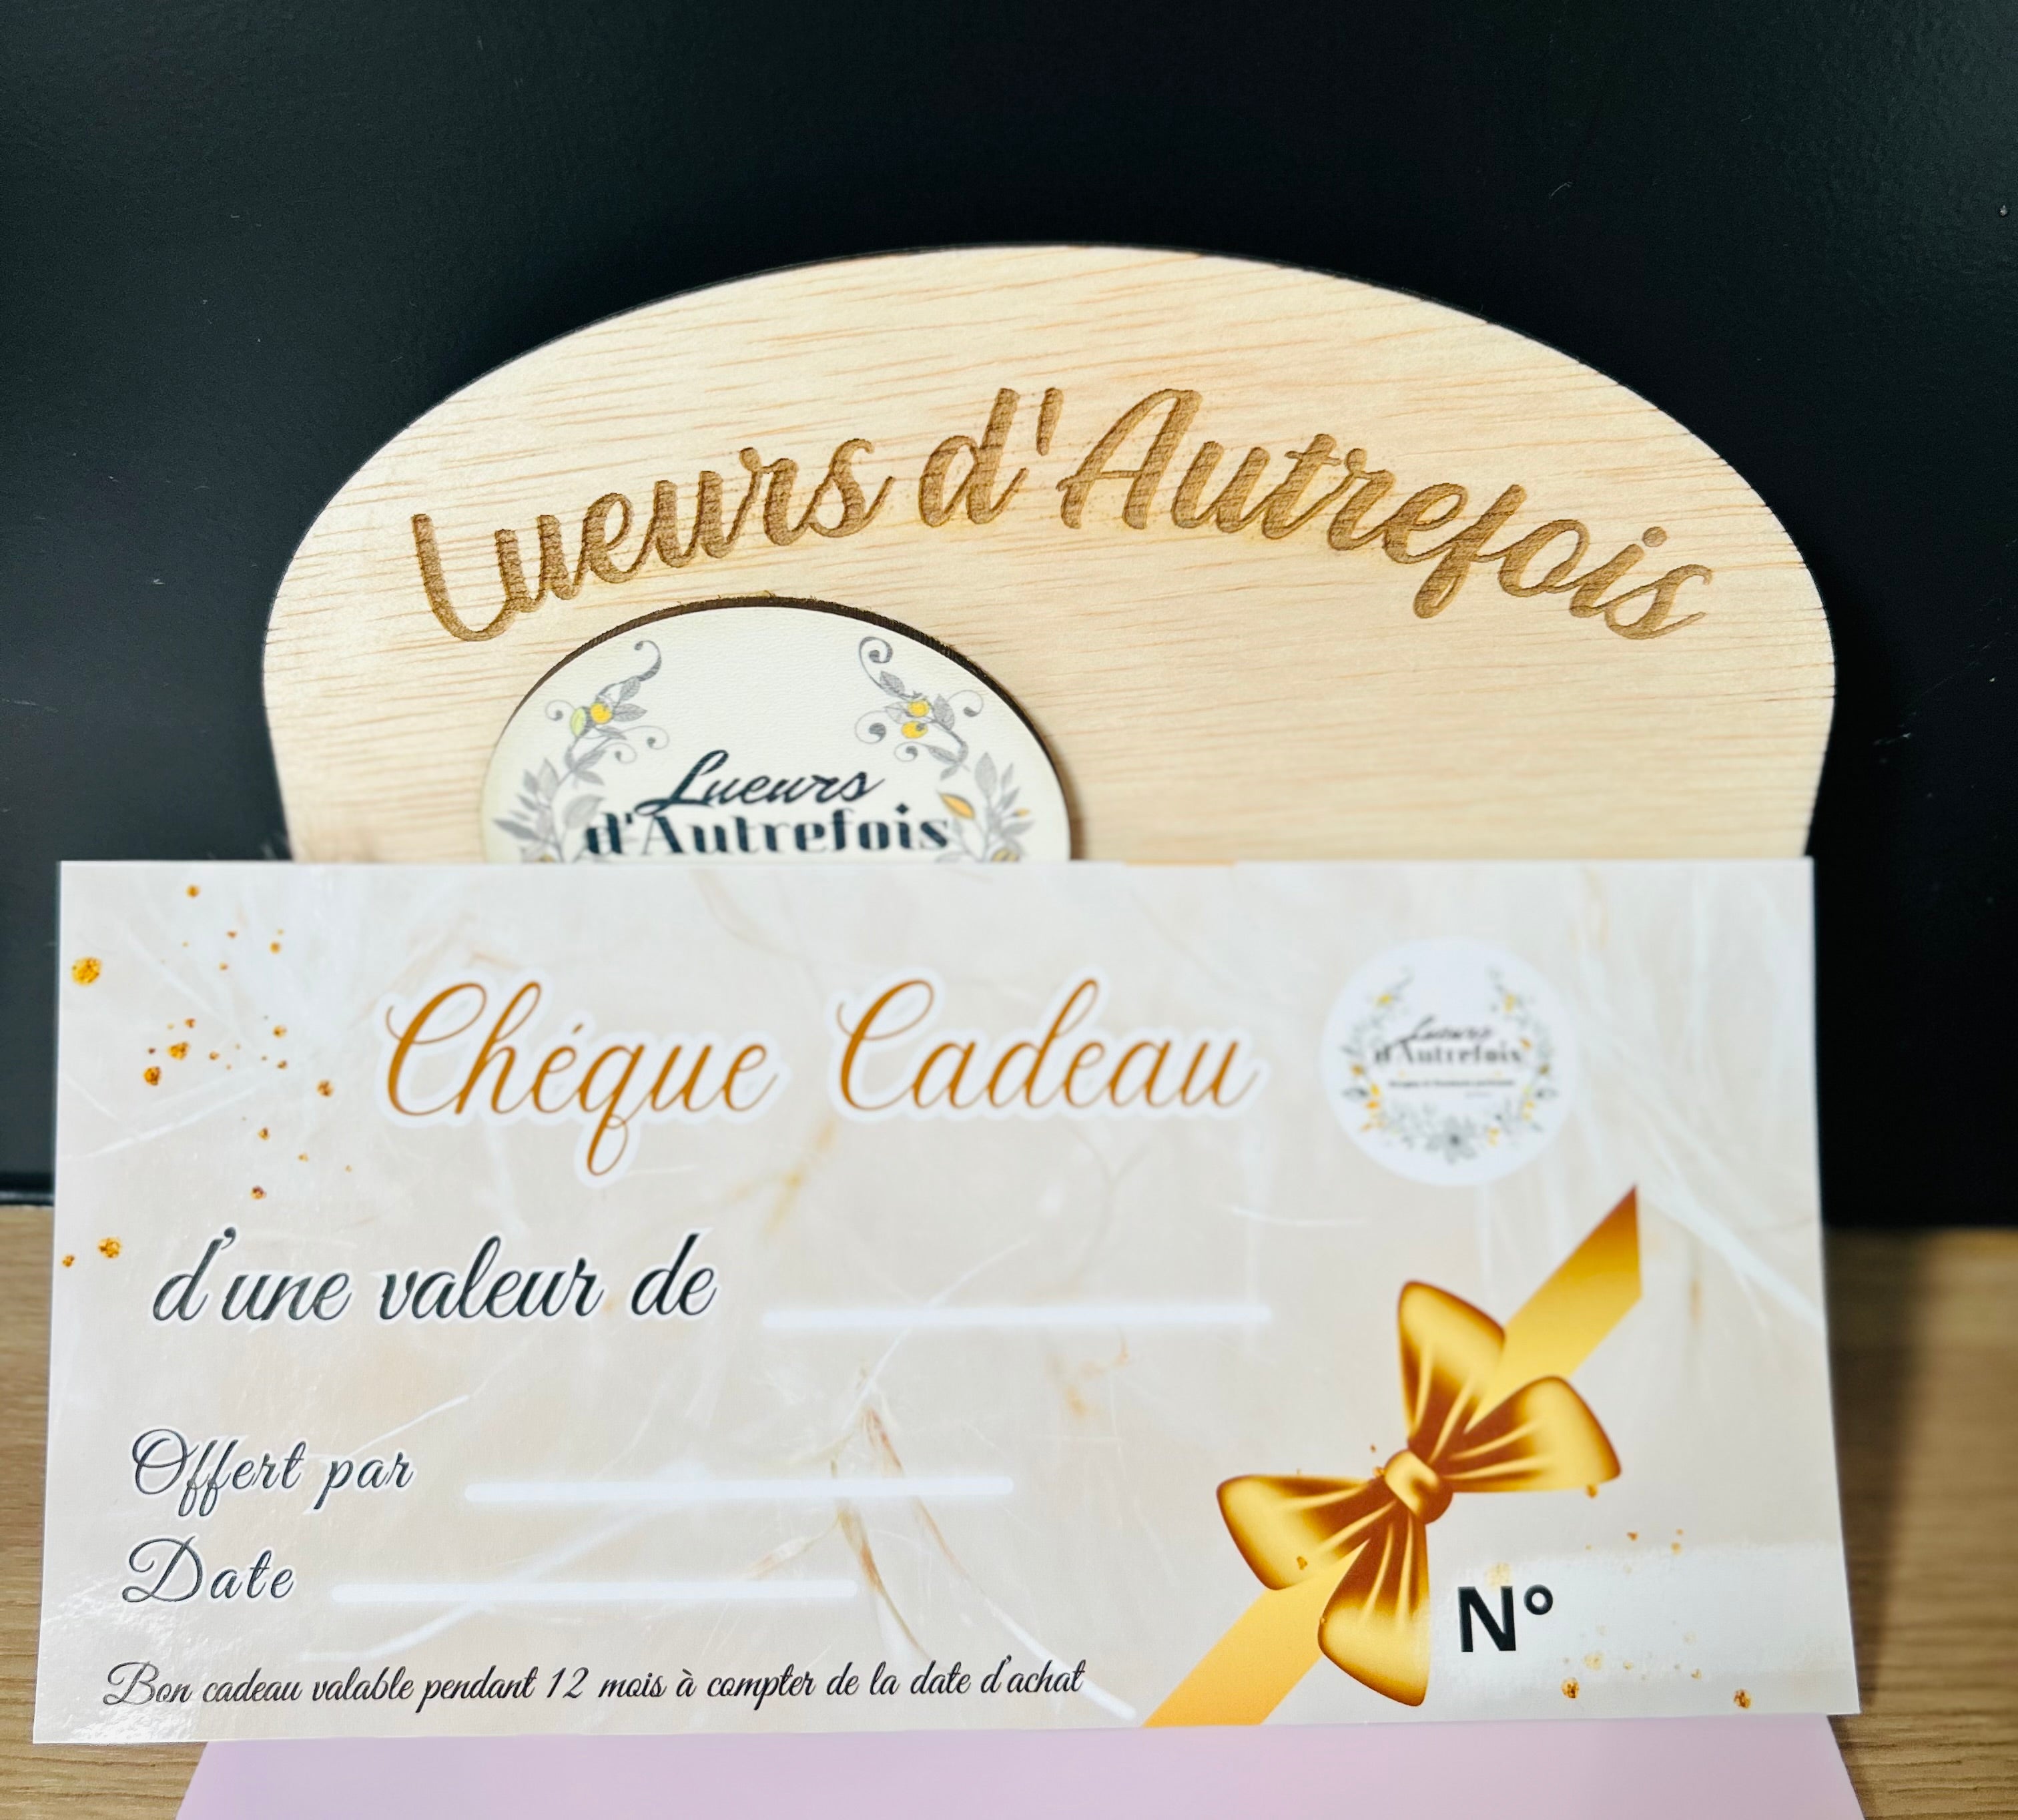 Lueurs d'Autrefois
Lueurs
d'Autrefois
Chéque Cadeau
Lueurs
d'Autrefois
d'une valeur de
Offert par
Date
N°
Bon cadeau valable pendant 12 mois à compter de la date d'achat